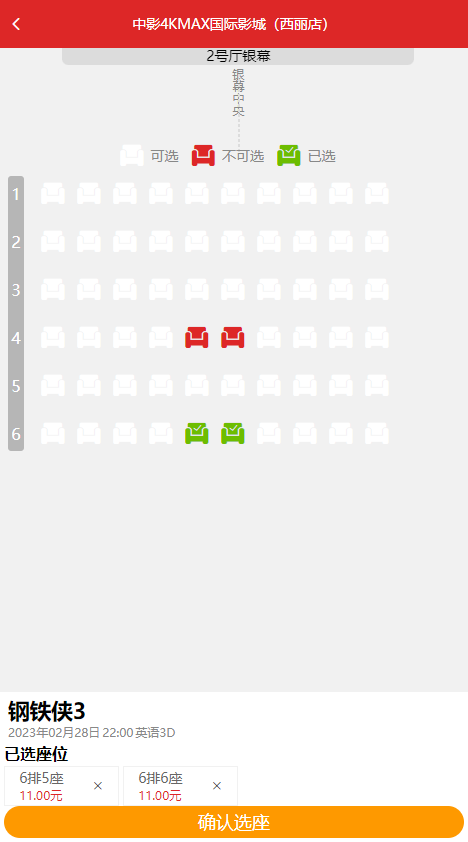 中影4KMAX国际影城（西丽店）
2号厅银幕
银幕中央
可选 不可选 已选
1
2
3
4
5
6
钢铁侠3
2023年02月28日 22:00 英语3D
已选座位
6排5座 × 6排6座 ×
11.00元 11.00元
确认选座